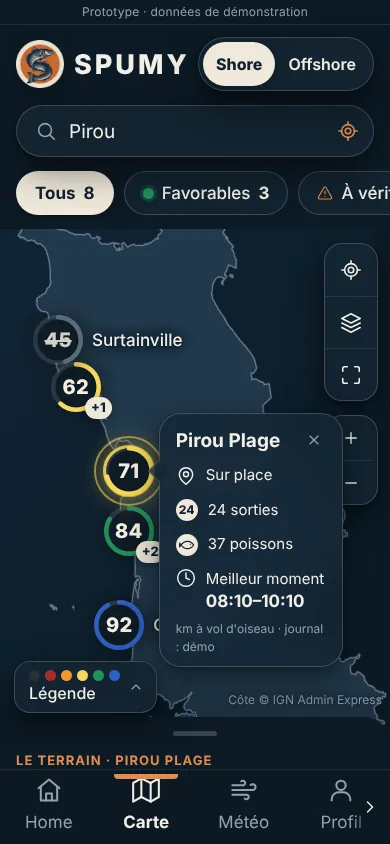 Prototype · données de démonstration
SPUMY
Shore
Offshore
Pirou
Tous 8
Favorables 3
À véri
45
Surtainville
62
+1
71
84
+2
92
Pirou Plage
Sur place
24
24 sorties
37 poissons
Meilleur moment
08:10–10:10
km à vol d'oiseau · journal
: démo
Légende
Côte © IGN Admin Express
LE TERRAIN · PIROU PLAGE
Home
Carte
Météo
Profil